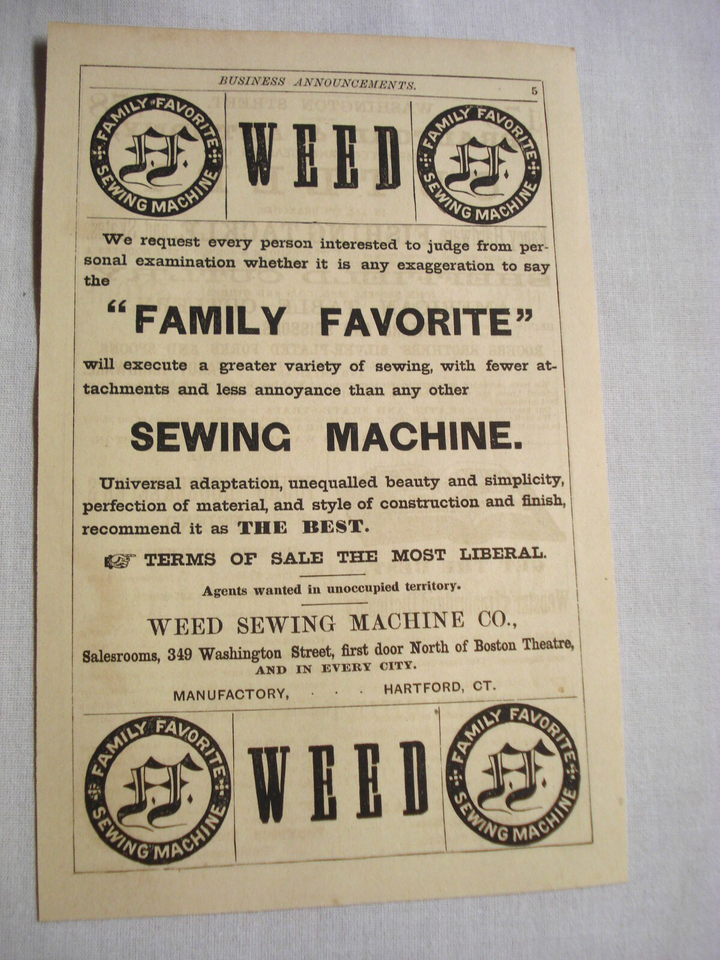 BUSINESS ANNOUNCEMENTS.
5
FAMILY FAVORITE
F.F.
SEWING MACHINE
WEED
FAMILY FAVORITE
F.F.
SEWING MACHINE
We request every person interested to judge from per-
sonal examination whether it is any exaggeration to say
the
“FAMILY FAVORITE”
will execute a greater variety of sewing, with fewer at-
tachments and less annoyance than any other
SEWING MACHINE.
Universal adaptation, unequalled beauty and simplicity,
perfection of material, and style of construction and finish,
recommend it as THE BEST.
☞ TERMS OF SALE THE MOST LIBERAL.
Agents wanted in unoccupied territory.
WEED SEWING MACHINE CO.,
Salesrooms, 349 Washington Street, first door North of Boston Theatre,
AND IN EVERY CITY.
MANUFACTORY, . . . HARTFORD, CT.
FAMILY FAVORITE
F.F.
SEWING MACHINE
WEED
FAMILY FAVORITE
F.F.
SEWING MACHINE